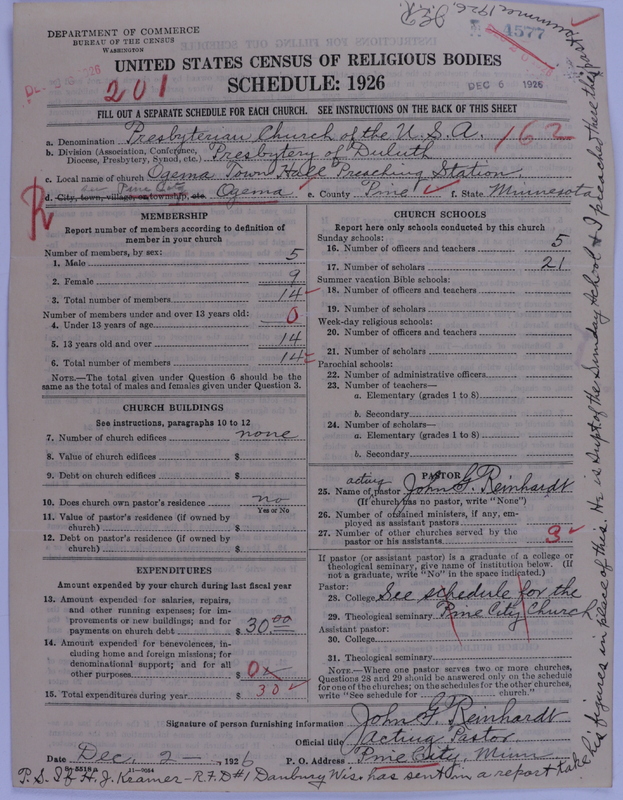 DEPARTMENT OF COMMERCE
BUREAU OF THE CENSUS
WASHINGTON
4577
UNITED STATES CENSUS OF RELIGIOUS BODIES
SCHEDULE: 1926
201
DEC 6 1926
FILL OUT A SEPARATE SCHEDULE FOR EACH CHURCH. SEE INSTRUCTIONS ON THE BACK OF THIS SHEET
a. Denomination Presbyterian Church of the U.S.A. 162
b. Division (Association, Conference, Diocese, Presbytery, Synod, etc.) Presbytery of Duluth
c. Local name of church Ogema Town Hall Preaching Station
Pine City
d. City, town, village, or township, etc. Ogema e. County Pine f. State Minnesota
MEMBERSHIP
Report number of members according to definition of
member in your church
Number of members, by sex:
1. Male 5
2. Female 9
3. Total number of members 14
Number of members under and over 13 years old:
4. Under 13 years of age 0
5. 13 years old and over 14
6. Total number of members 14
NOTE.—The total given under Question 6 should be the
same as the total of males and females given under Question 3.
CHURCH BUILDINGS
See instructions, paragraphs 10 to 12
7. Number of church edifices none
8. Value of church edifices $
9. Debt on church edifices $
10. Does church own pastor's residence no
Yes or No
11. Value of pastor's residence (if owned by
church) $
12. Debt on pastor's residence (if owned by
church) $
EXPENDITURES
Amount expended by your church during last fiscal year
13. Amount expended for salaries, repairs,
and other running expenses; for im-
provements or new buildings; and for
payments on church debt $ 30.00
14. Amount expended for benevolences, in-
cluding home and foreign missions; for
denominational support; and for all
other purposes $ 0
15. Total expenditures during year $ 30
CHURCH SCHOOLS
Report here only schools conducted by this church
Sunday schools:
16. Number of officers and teachers 5
17. Number of scholars 21
Summer vacation Bible schools:
18. Number of officers and teachers
19. Number of scholars
Week-day religious schools:
20. Number of officers and teachers
21. Number of scholars
Parochial schools:
22. Number of administrative officers
23. Number of teachers—
a. Elementary (grades 1 to 8)
b. Secondary
24. Number of scholars—
a. Elementary (grades 1 to 8)
b. Secondary
PASTOR
acting
25. Name of pastor John G. Reinhardt
(If church has no pastor, write "None")
26. Number of ordained ministers, if any, em-
ployed as assistant pastors
27. Number of other churches served by the
pastor or his assistants 3
If pastor (or assistant pastor) is a graduate of a college or
theological seminary, give name of institution below. (If
not a graduate, write "No" in the space indicated.)
Pastor:
28. College See schedule for the
29. Theological seminary Pine City Church
Assistant pastor:
30. College
31. Theological seminary
NOTE.—Where one pastor serves two or more churches,
Questions 28 and 29 should be answered only on the schedule
for one of the churches; on the schedules for the other churches,
write "See schedule for church."
Signature of person furnishing information John G. Reinhardt
Official title Acting Pastor
Date Dec. 2 —, 1926 P. O. Address Pine City, Minn
8—5518a 11—9084
P.S. If H. J. Kramer – R.F.D#1 Danbury Wis. has sent in a report take
his figures in place of this. He is Supt of the Sunday School & I preached there this past
summer 1926. J.G.R.